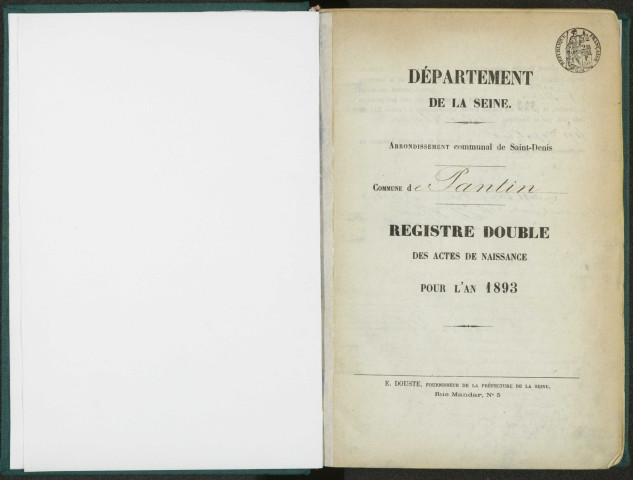 DÉPARTEMENT
DE LA SEINE.
ARRONDISSEMENT communal de Saint-Denis
COMMUNE de Pantin
REGISTRE DOUBLE
DES ACTES DE NAISSANCE
POUR L'AN 1893
E. DOUSTE, FOURNISSEUR DE LA PRÉFECTURE DE LA SEINE,
Rue Mandar, N° 5